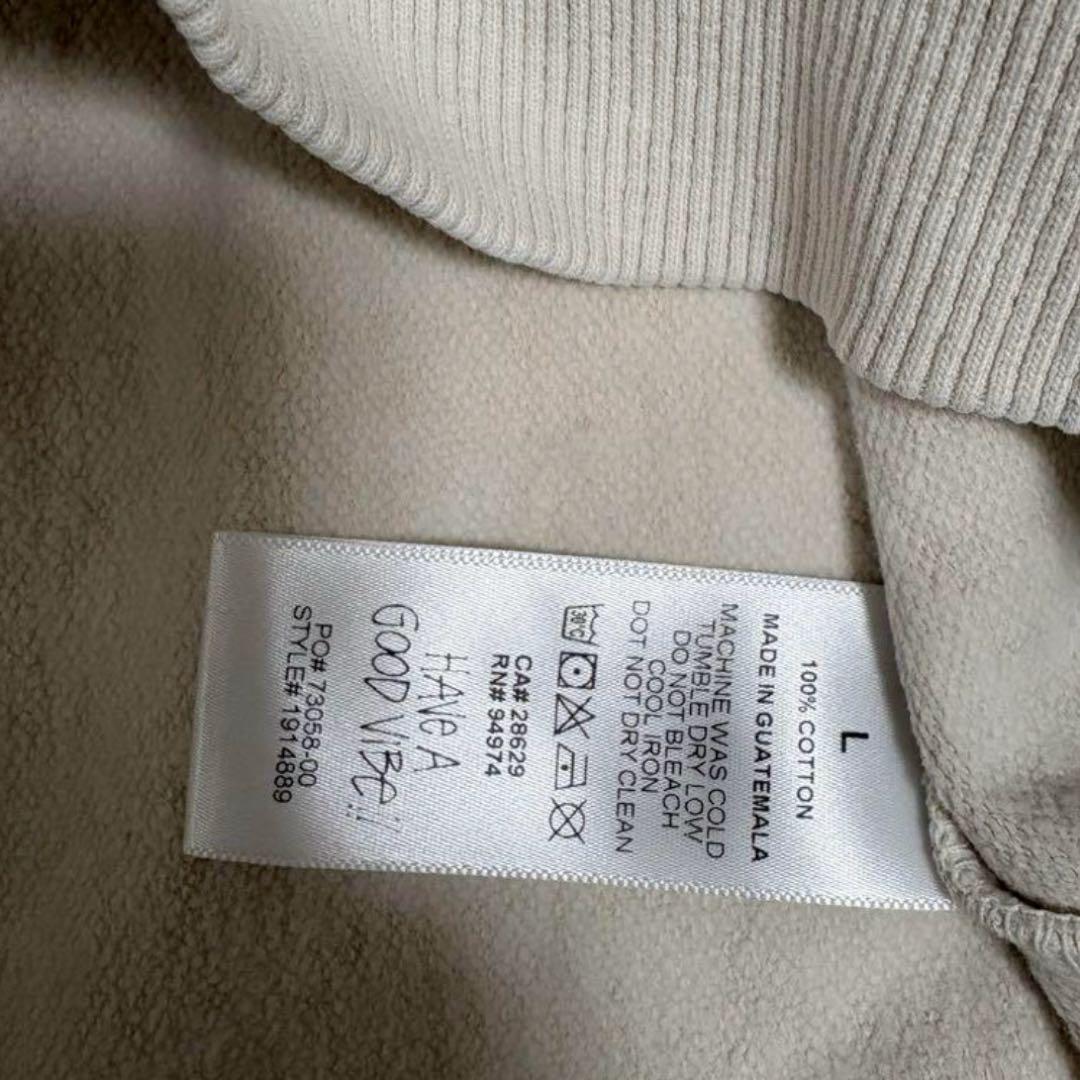 L
100% COTTON
MADE IN GUATEMALA
MACHINE WAS COLD
TUMBLE DRY LOW
DO NOT BLEACH
COOL IRON
DOT NOT DRY CLEAN
30°C
CA# 28629
RN# 94974
HAVE A
GOOD VIBE!!
PO# 73058-00
STYLE# 1914889